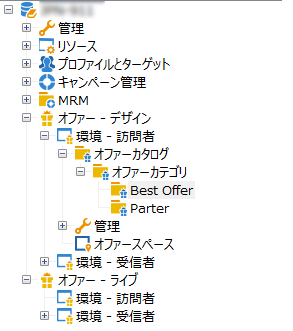 管理
リソース
プロファイルとターゲット
キャンペーン管理
MRM
オファー - デザイン
環境 - 訪問者
オファーカタログ
オファーカテゴリ
Best Offer
Parter
管理
オファースペース
環境 - 受信者
オファー - ライブ
環境 - 訪問者
環境 - 受信者